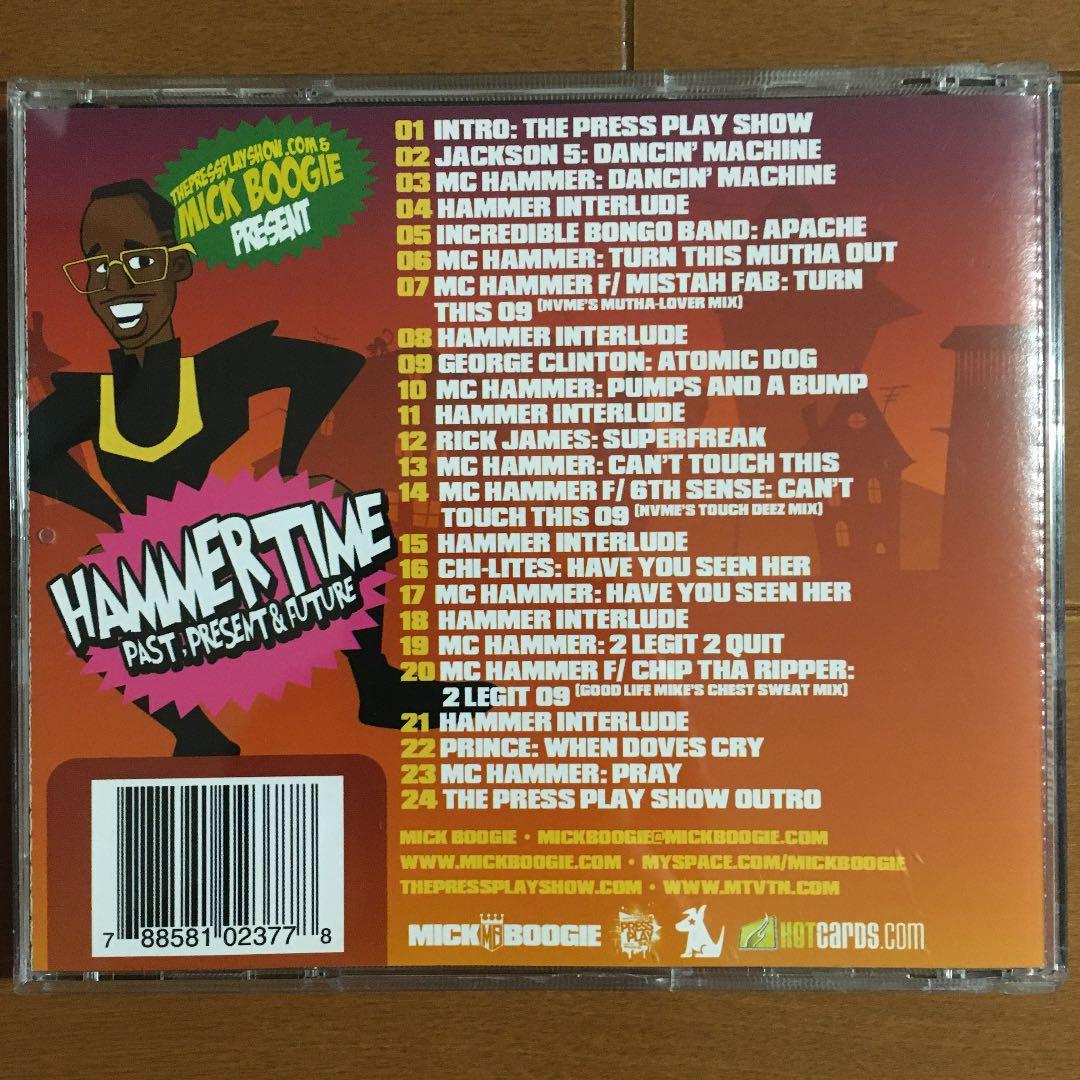 THEPRESSPLAYSHOW.COM &
MICK BOOGIE
PRESENT
HAMMERTIME
PAST, PRESENT & FUTURE
01 INTRO: THE PRESS PLAY SHOW
02 JACKSON 5: DANCIN' MACHINE
03 MC HAMMER: DANCIN' MACHINE
04 HAMMER INTERLUDE
05 INCREDIBLE BONGO BAND: APACHE
06 MC HAMMER: TURN THIS MUTHA OUT
07 MC HAMMER F/ MISTAH FAB: TURN
THIS 09 (NVME'S MUTHA-LOVER MIX)
08 HAMMER INTERLUDE
09 GEORGE CLINTON: ATOMIC DOG
10 MC HAMMER: PUMPS AND A BUMP
11 HAMMER INTERLUDE
12 RICK JAMES: SUPERFREAK
13 MC HAMMER: CAN'T TOUCH THIS
14 MC HAMMER F/ 6TH SENSE: CAN'T
TOUCH THIS 09 (NVME'S TOUCH DEEZ MIX)
15 HAMMER INTERLUDE
16 CHI-LITES: HAVE YOU SEEN HER
17 MC HAMMER: HAVE YOU SEEN HER
18 HAMMER INTERLUDE
19 MC HAMMER: 2 LEGIT 2 QUIT
20 MC HAMMER F/ CHIP THA RIPPER:
2 LEGIT 09 (GOOD LIFE MIKE'S CHEST SWEAT MIX)
21 HAMMER INTERLUDE
22 PRINCE: WHEN DOVES CRY
23 MC HAMMER: PRAY
24 THE PRESS PLAY SHOW OUTRO
MICK BOOGIE • MICKBOOGIE@MICKBOOGIE.COM
WWW.MICKBOOGIE.COM • MYSPACE.COM/MICKBOOGIE
THEPRESSPLAYSHOW.COM • WWW.MTVTN.COM
MICK MB BOOGIE
PRESS PLAY
HOTCARDS.COM
7 88581 02377 8